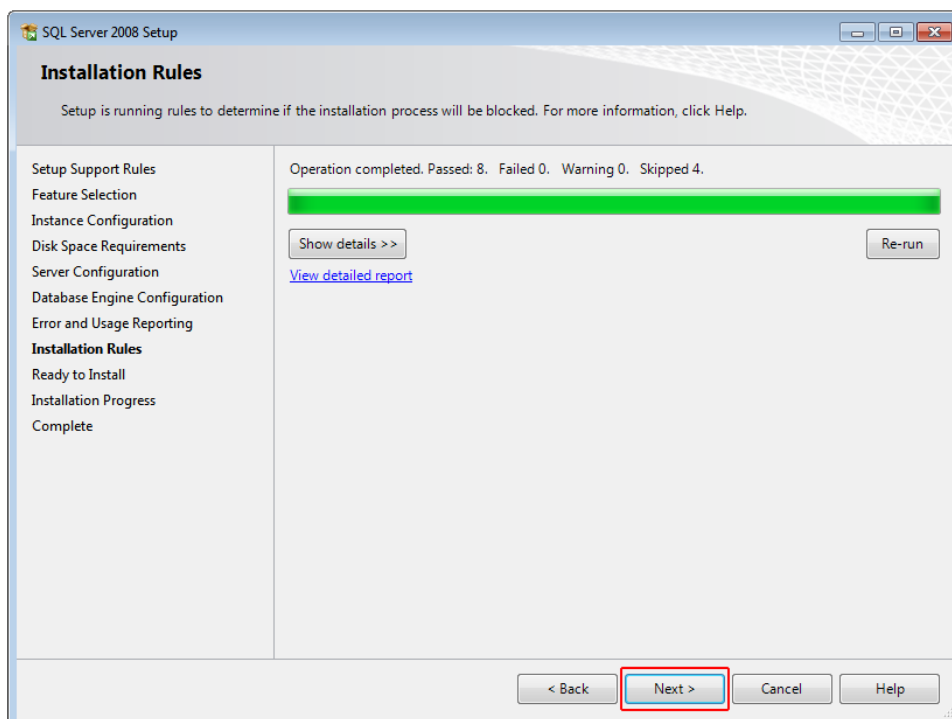 SQL Server 2008 Setup
Installation Rules
Setup is running rules to determine if the installation process will be blocked. For more information, click Help.
Setup Support Rules
Feature Selection
Instance Configuration
Disk Space Requirements
Server Configuration
Database Engine Configuration
Error and Usage Reporting
Installation Rules
Ready to Install
Installation Progress
Complete
Operation completed. Passed: 8.   Failed 0.   Warning 0.   Skipped 4.
Show details >>
Re-run
View detailed report
< Back
Next >
Cancel
Help